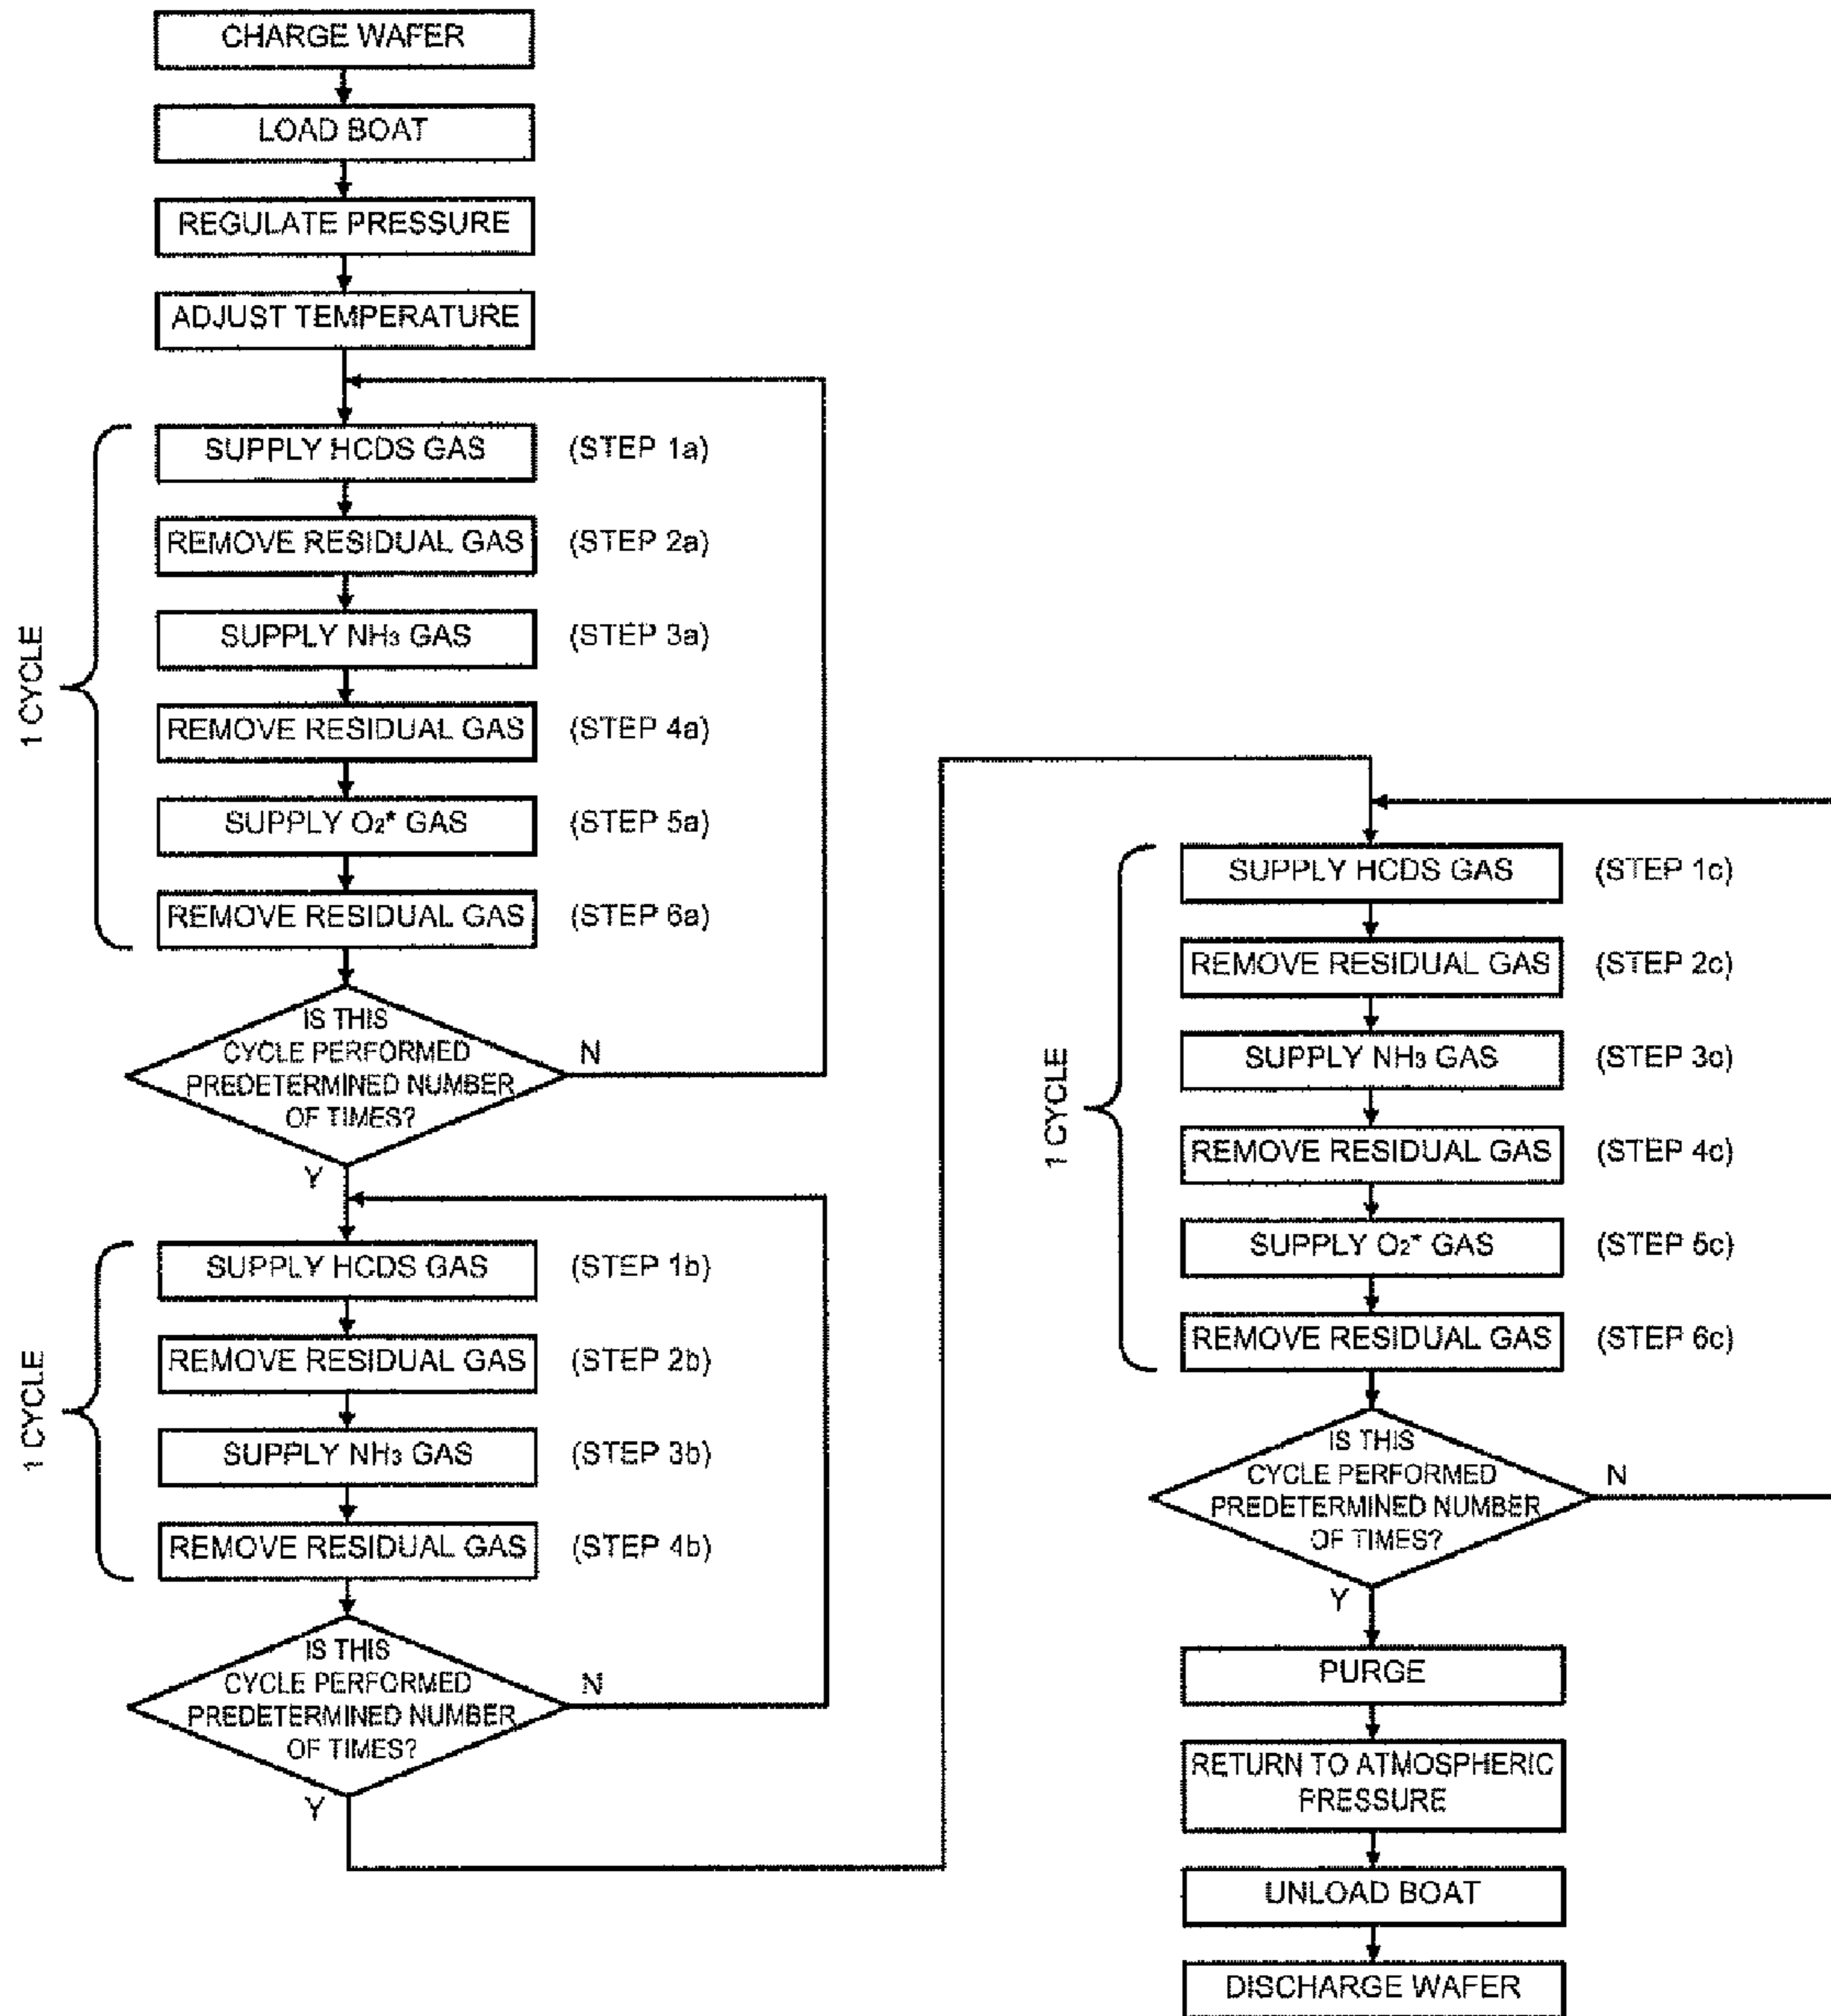 CHARGE WAFER
LOAD BOAT
REGULATE PRESSURE
ADJUST TEMPERATURE
1 CYCLE
SUPPLY HCDS GAS (STEP 1a)
REMOVE RESIDUAL GAS (STEP 2a)
SUPPLY NH₃ GAS (STEP 3a)
REMOVE RESIDUAL GAS (STEP 4a)
SUPPLY O₂* GAS (STEP 5a)
REMOVE RESIDUAL GAS (STEP 6a)
IS THIS
CYCLE PERFORMED
PREDETERMINED NUMBER
OF TIMES?
N
Y
1 CYCLE
SUPPLY HCDS GAS (STEP 1b)
REMOVE RESIDUAL GAS (STEP 2b)
SUPPLY NH₃ GAS (STEP 3b)
REMOVE RESIDUAL GAS (STEP 4b)
IS THIS
CYCLE PERFORMED
PREDETERMINED NUMBER
OF TIMES?
N
Y
1 CYCLE
SUPPLY HCDS GAS (STEP 1c)
REMOVE RESIDUAL GAS (STEP 2c)
SUPPLY NH₃ GAS (STEP 3c)
REMOVE RESIDUAL GAS (STEP 4c)
SUPPLY O₂* GAS (STEP 5c)
REMOVE RESIDUAL GAS (STEP 6c)
IS THIS
CYCLE PERFORMED
PREDETERMINED NUMBER
OF TIMES?
N
Y
PURGE
RETURN TO ATMOSPHERIC
PRESSURE
UNLOAD BOAT
DISCHARGE WAFER